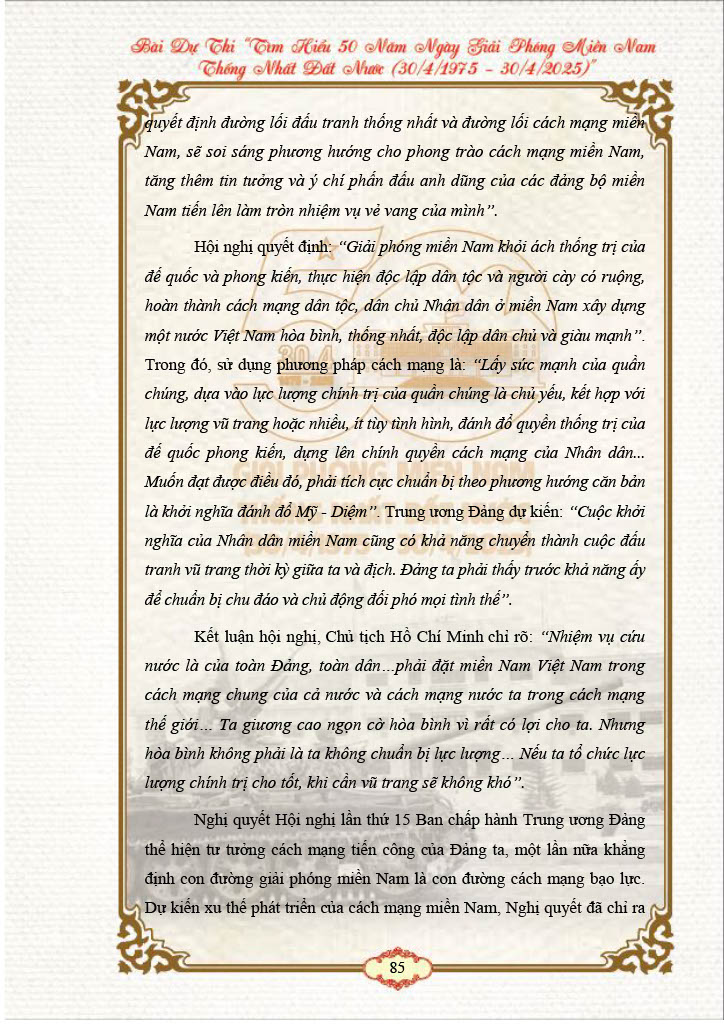 Bài Dự Thi “Tìm Hiểu 50 Năm Ngày Giải Phóng Miền Nam
Thống Nhất Đất Nước (30/4/1975 – 30/4/2025)”
quyết định đường lối đấu tranh thống nhất và đường lối cách mạng miền
Nam, sẽ soi sáng phương hướng cho phong trào cách mạng miền Nam,
tăng thêm tin tưởng và ý chí phấn đấu anh dũng của các đảng bộ miền
Nam tiến lên làm tròn nhiệm vụ vẻ vang của mình”.
Hội nghị quyết định: “Giải phóng miền Nam khỏi ách thống trị của
đế quốc và phong kiến, thực hiện độc lập dân tộc và người cày có ruộng,
hoàn thành cách mạng dân tộc, dân chủ Nhân dân ở miền Nam xây dựng
một nước Việt Nam hòa bình, thống nhất, độc lập dân chủ và giàu mạnh”.
Trong đó, sử dụng phương pháp cách mạng là: “Lấy sức mạnh của quần
chúng, dựa vào lực lượng chính trị của quần chúng là chủ yếu, kết hợp với
lực lượng vũ trang hoặc nhiều, ít tùy tình hình, đánh đổ quyền thống trị của
đế quốc phong kiến, dựng lên chính quyền cách mạng của Nhân dân...
Muốn đạt được điều đó, phải tích cực chuẩn bị theo phương hướng căn bản
là khởi nghĩa đánh đổ Mỹ - Diệm”. Trung ương Đảng dự kiến: “Cuộc khởi
nghĩa của Nhân dân miền Nam cũng có khả năng chuyển thành cuộc đấu
tranh vũ trang thời kỳ giữa ta và địch. Đảng ta phải thấy trước khả năng ấy
để chuẩn bị chu đáo và chủ động đối phó mọi tình thế”.
Kết luận hội nghị, Chủ tịch Hồ Chí Minh chỉ rõ: “Nhiệm vụ cứu
nước là của toàn Đảng, toàn dân…phải đặt miền Nam Việt Nam trong
cách mạng chung của cả nước và cách mạng nước ta trong cách mạng
thế giới… Ta giương cao ngọn cờ hòa bình vì rất có lợi cho ta. Nhưng
hòa bình không phải là ta không chuẩn bị lực lượng… Nếu ta tổ chức lực
lượng chính trị cho tốt, khi cần vũ trang sẽ không khó”.
Nghị quyết Hội nghị lần thứ 15 Ban chấp hành Trung ương Đảng
thể hiện tư tưởng cách mạng tiến công của Đảng ta, một lần nữa khẳng
định con đường giải phóng miền Nam là con đường cách mạng bạo lực.
Dự kiến xu thế phát triển của cách mạng miền Nam, Nghị quyết đã chỉ ra
85